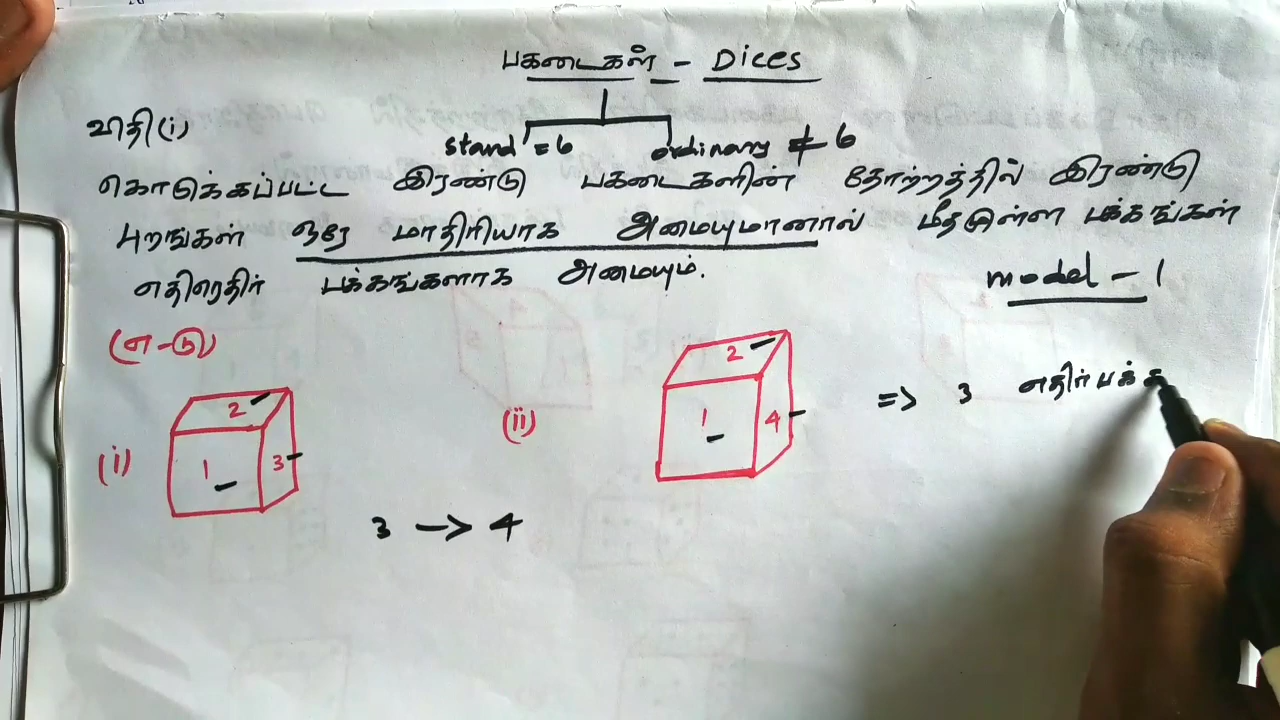 பகடைகள் - Dices
விதி(i)
stand = 6 ordinary ≠ 6
கொடுக்கப்பட்ட இரண்டு பகடைகளின் தோற்றத்தில் இரண்டு
புறங்கள் ஒரே மாதிரியாக அமையுமானால் மீதமுள்ள பக்கங்கள்
எதிரெதிர் பக்கங்களாக அமையும்.
model - 1
(எ-டு)
(i) 2 1 3
(ii) 2 1 4
=> 3 எதிர்பக்க
3 -> 4